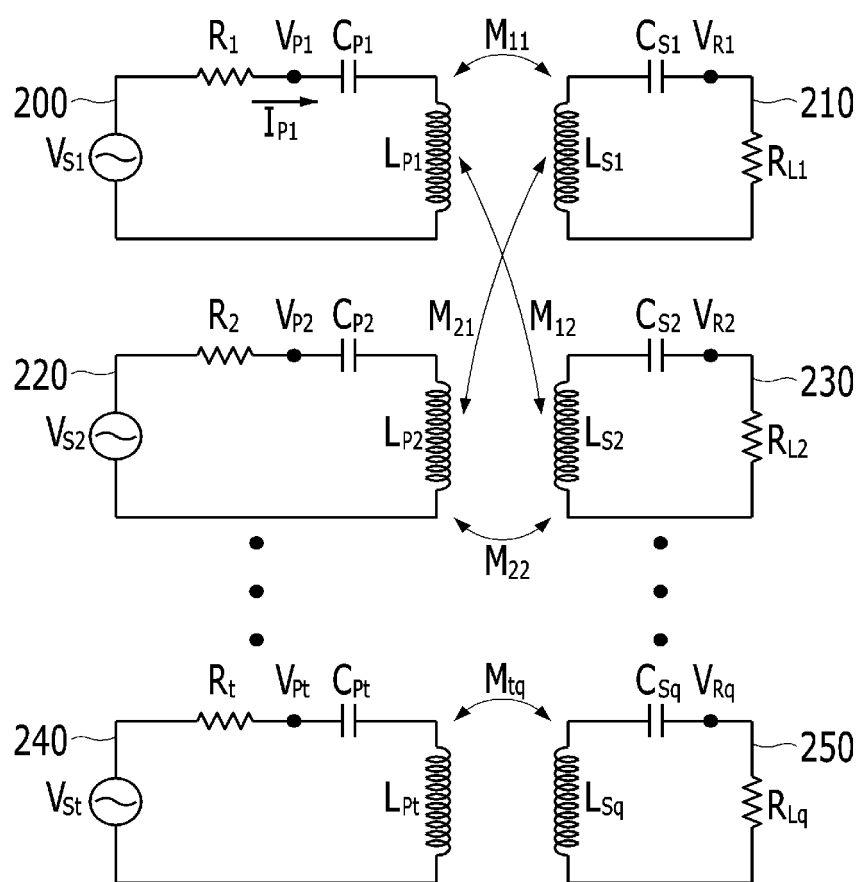 R1 VP1 CP1 M11 CS1 VR1
200 IP1 210
VS1 LP1 LS1 RL1
R2 VP2 CP2 M21 M12 CS2 VR2
220 230
VS2 LP2 LS2 RL2
M22
Rt VPt CPt Mtq CSq VRq
240 250
VSt LPt LSq RLq